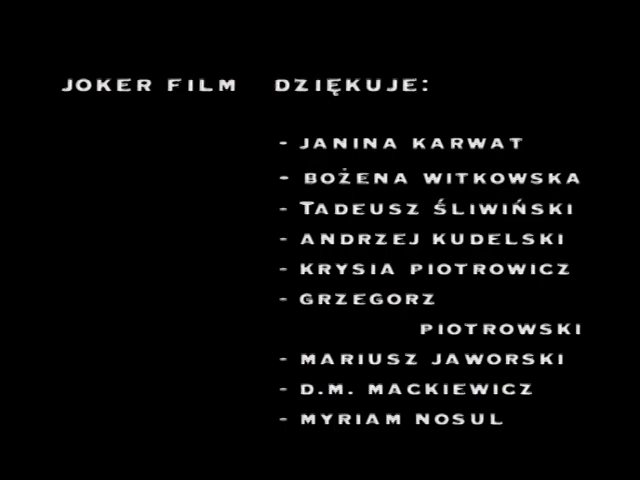 JOKER FILM DZIĘKUJE:
- JANINA KARWAT
- BOŻENA WITKOWSKA
- TADEUSZ ŚLIWIŃSKI
- ANDRZEJ KUDELSKI
- KRYSIA PIOTROWICZ
- GRZEGORZ
PIOTROWSKI
- MARIUSZ JAWORSKI
- D.M. MACKIEWICZ
- MYRIAM NOSUL